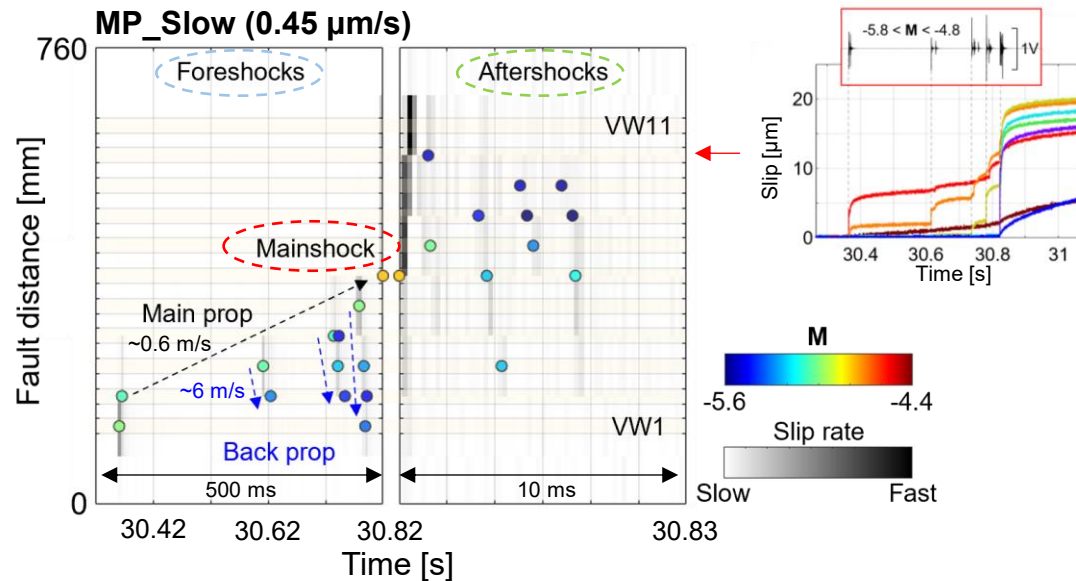 MP_Slow (0.45 µm/s)
760
Fault distance [mm]
0
Foreshocks
Aftershocks
VW11
Mainshock
Main prop
~0.6 m/s
~6 m/s
Back prop
VW1
500 ms
10 ms
30.42
30.62
30.82
30.83
Time [s]
-5.8 < M < -4.8
1V
20
10
0
Slip [µm]
30.4
30.6
30.8
31
Time [s]
M
-5.6
-4.4
Slip rate
Slow
Fast